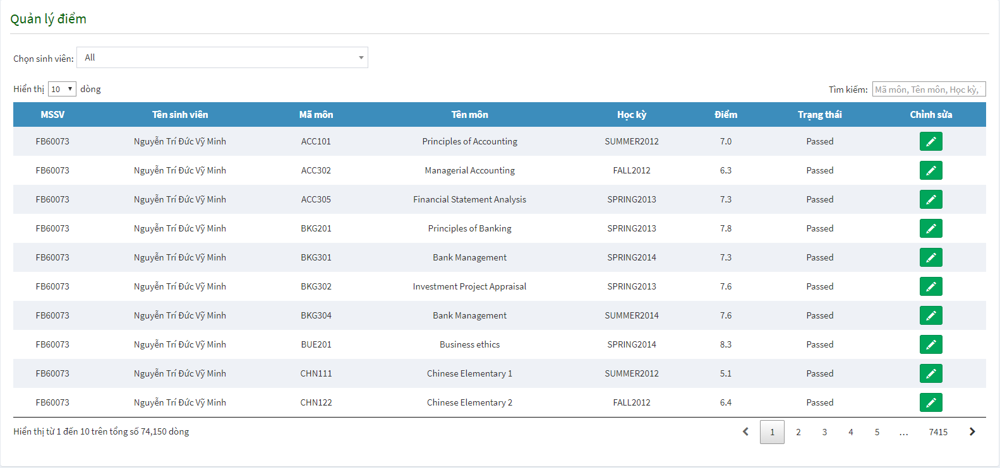 Quản lý điểm
Chọn sinh viên: All
Hiển thị 10 dòng
Tìm kiếm: Mã môn, Tên môn, Học kỳ,
MSSV Tên sinh viên Mã môn Tên môn Học kỳ Điểm Trạng thái Chỉnh sửa
FB60073 Nguyễn Trí Đức Vỹ Minh ACC101 Principles of Accounting SUMMER2012 7.0 Passed
FB60073 Nguyễn Trí Đức Vỹ Minh ACC302 Managerial Accounting FALL2012 6.3 Passed
FB60073 Nguyễn Trí Đức Vỹ Minh ACC305 Financial Statement Analysis SPRING2013 7.3 Passed
FB60073 Nguyễn Trí Đức Vỹ Minh BKG201 Principles of Banking SPRING2013 7.8 Passed
FB60073 Nguyễn Trí Đức Vỹ Minh BKG301 Bank Management SPRING2014 7.3 Passed
FB60073 Nguyễn Trí Đức Vỹ Minh BKG302 Investment Project Appraisal SPRING2013 7.6 Passed
FB60073 Nguyễn Trí Đức Vỹ Minh BKG304 Bank Management SUMMER2014 7.6 Passed
FB60073 Nguyễn Trí Đức Vỹ Minh BUE201 Business ethics SPRING2014 8.3 Passed
FB60073 Nguyễn Trí Đức Vỹ Minh CHN111 Chinese Elementary 1 SUMMER2012 5.1 Passed
FB60073 Nguyễn Trí Đức Vỹ Minh CHN122 Chinese Elementary 2 FALL2012 6.4 Passed
Hiển thị từ 1 đến 10 trên tổng số 74,150 dòng
1 2 3 4 5 ... 7415